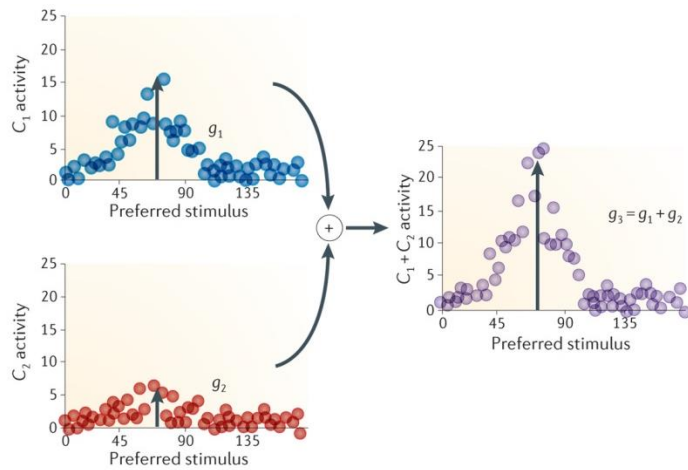 25
20
15
10
5
0
C₁ activity
g₁
0 45 90 135
Preferred stimulus
25
20
15
10
5
0
C₂ activity
g₂
0 45 90 135
Preferred stimulus
+
25
20
15
10
5
0
C₁ + C₂ activity
g₃ = g₁ + g₂
0 45 90 135
Preferred stimulus